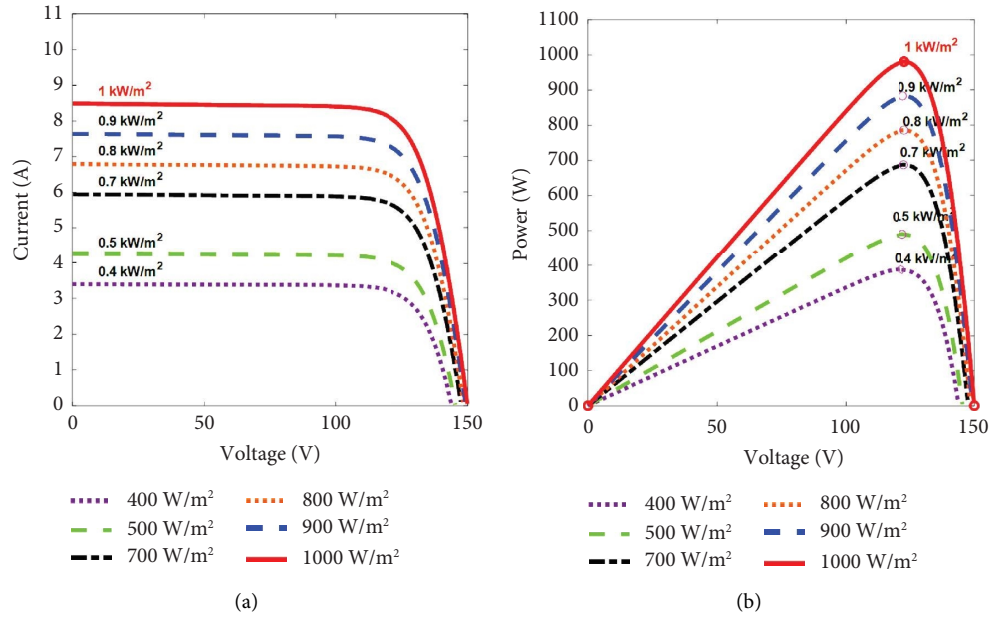 11
10
9
8
7
6
5
4
3
2
1
0
Current (A)
1 kW/m²
0.9 kW/m²
0.8 kW/m²
0.7 kW/m²
0.5 kW/m²
0.4 kW/m²
0
50
100
150
Voltage (V)
400 W/m²
500 W/m²
700 W/m²
800 W/m²
900 W/m²
1000 W/m²
(a)
1100
1000
900
800
700
600
500
400
300
200
100
0
Power (W)
1 kW/m²
0.9 kW/m²
0.8 kW/m²
0.7 kW/m²
0.5 kW/m²
0.4 kW/m²
0
50
100
150
Voltage (V)
400 W/m²
500 W/m²
700 W/m²
800 W/m²
900 W/m²
1000 W/m²
(b)